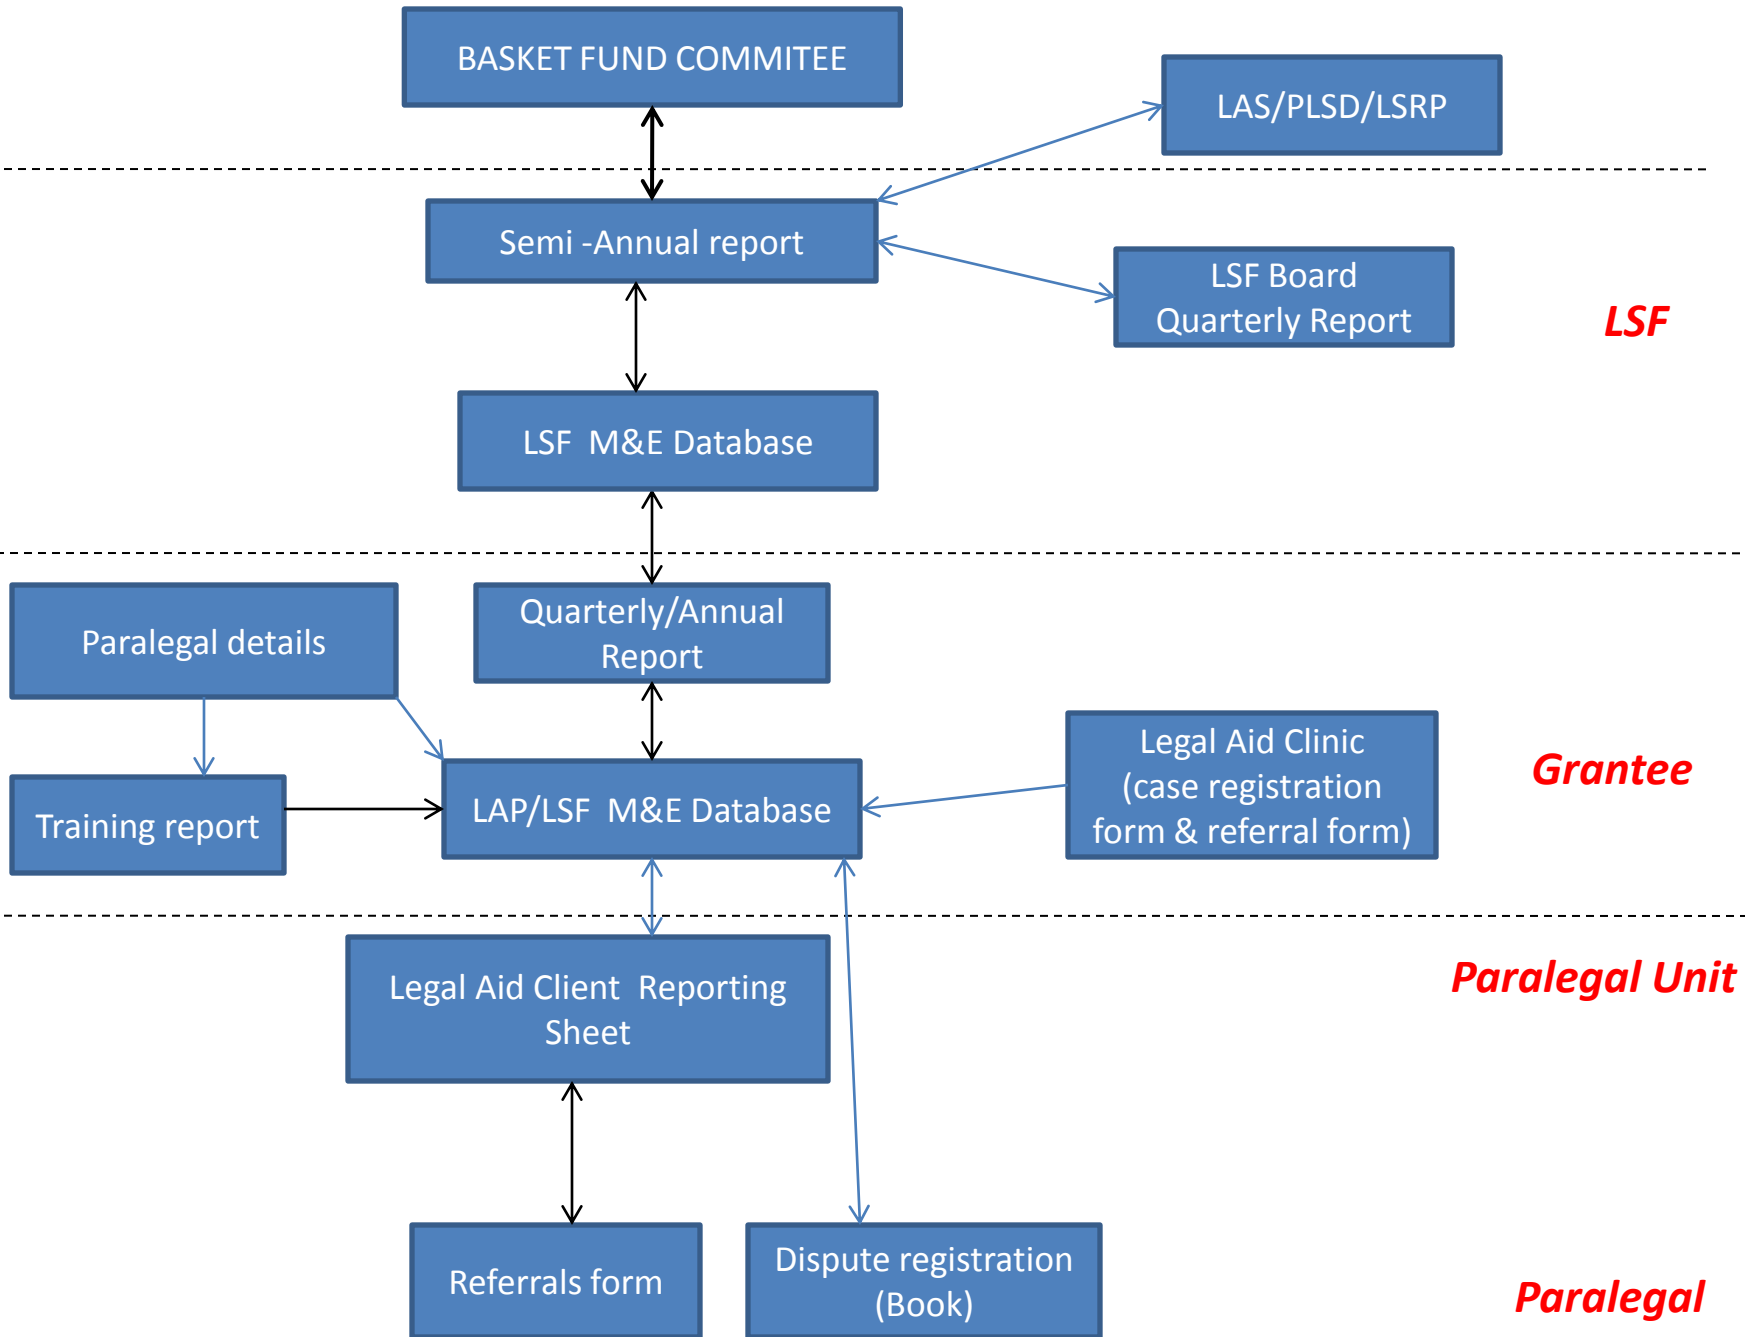 BASKET FUND COMMITEE
LAS/PLSD/LSRP
Semi -Annual report
LSF Board
Quarterly Report
LSF
LSF  M&E Database
Paralegal details
Quarterly/Annual
Report
Legal Aid Clinic
(case registration
form & referral form)
Grantee
Training report
LAP/LSF  M&E Database
Legal Aid Client  Reporting
Sheet
Paralegal Unit
Referrals form
Dispute registration
(Book)
Paralegal